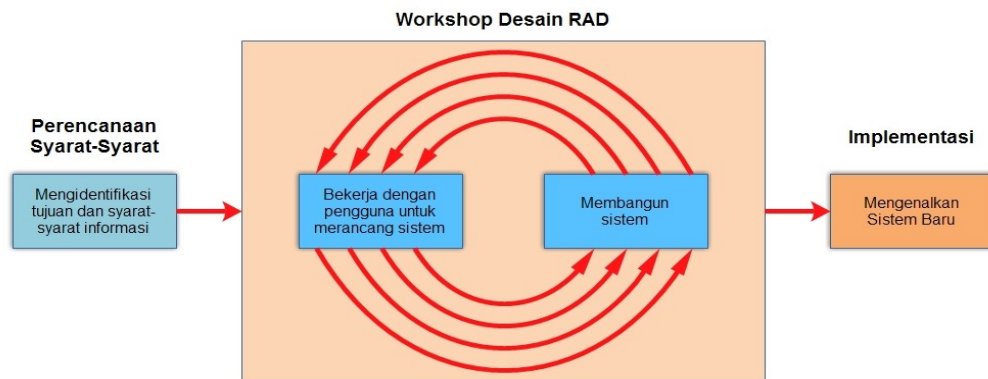 Workshop Desain RAD
Perencanaan
Syarat-Syarat
Mengidentifikasi
tujuan dan syarat-
syarat informasi
Bekerja dengan
pengguna untuk
merancang sistem
Membangun
sistem
Implementasi
Mengenalkan
Sistem Baru